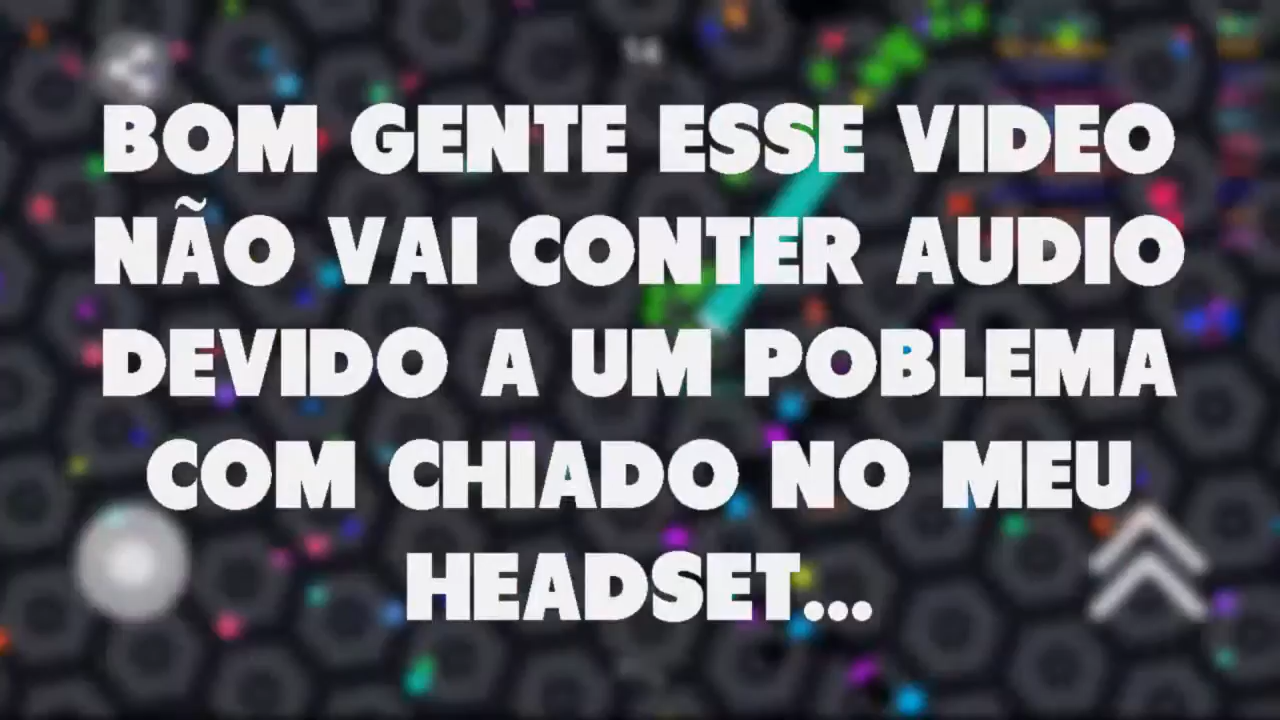 BOM GENTE ESSE VIDEO
NÃO VAI CONTER AUDIO
DEVIDO A UM POBLEMA
COM CHIADO NO MEU
HEADSET...